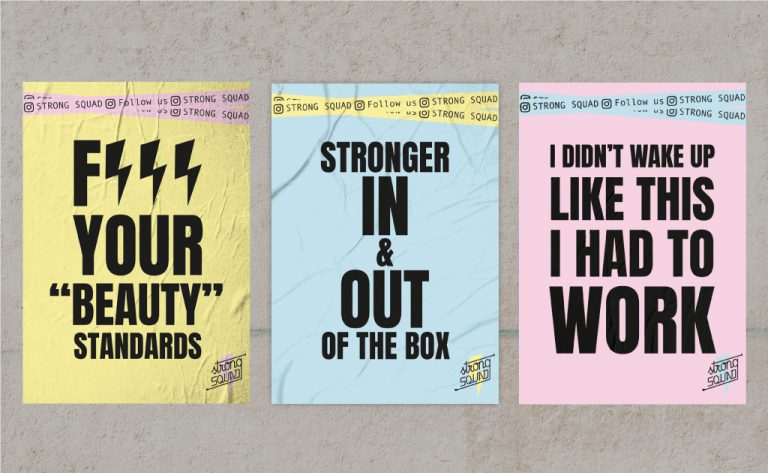 STRONG SQUAD Follow us STRONG SQUAD
STRONG SQUAD
F⚡⚡⚡
YOUR
“BEAUTY”
STANDARDS
strong
SQUAD
STRONG SQUAD Follow us STRONG SQUAD
STRONG SQUAD
STRONGER
IN
&
OUT
OF THE BOX
strong
SQUAD
STRONG SQUAD Follow us STRONG SQUAD
STRONG SQUAD
I DIDN’T WAKE UP
LIKE THIS
I HAD TO
WORK
strong
SQUAD